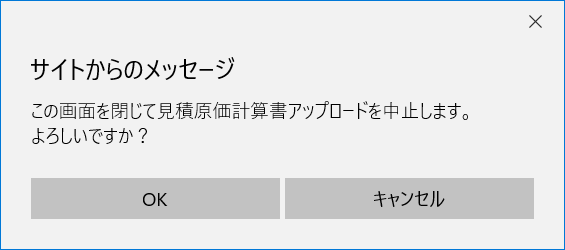 サイトからのメッセージ
この画面を閉じて見積原価計算書アップロードを中止します。
よろしいですか？
OK
キャンセル